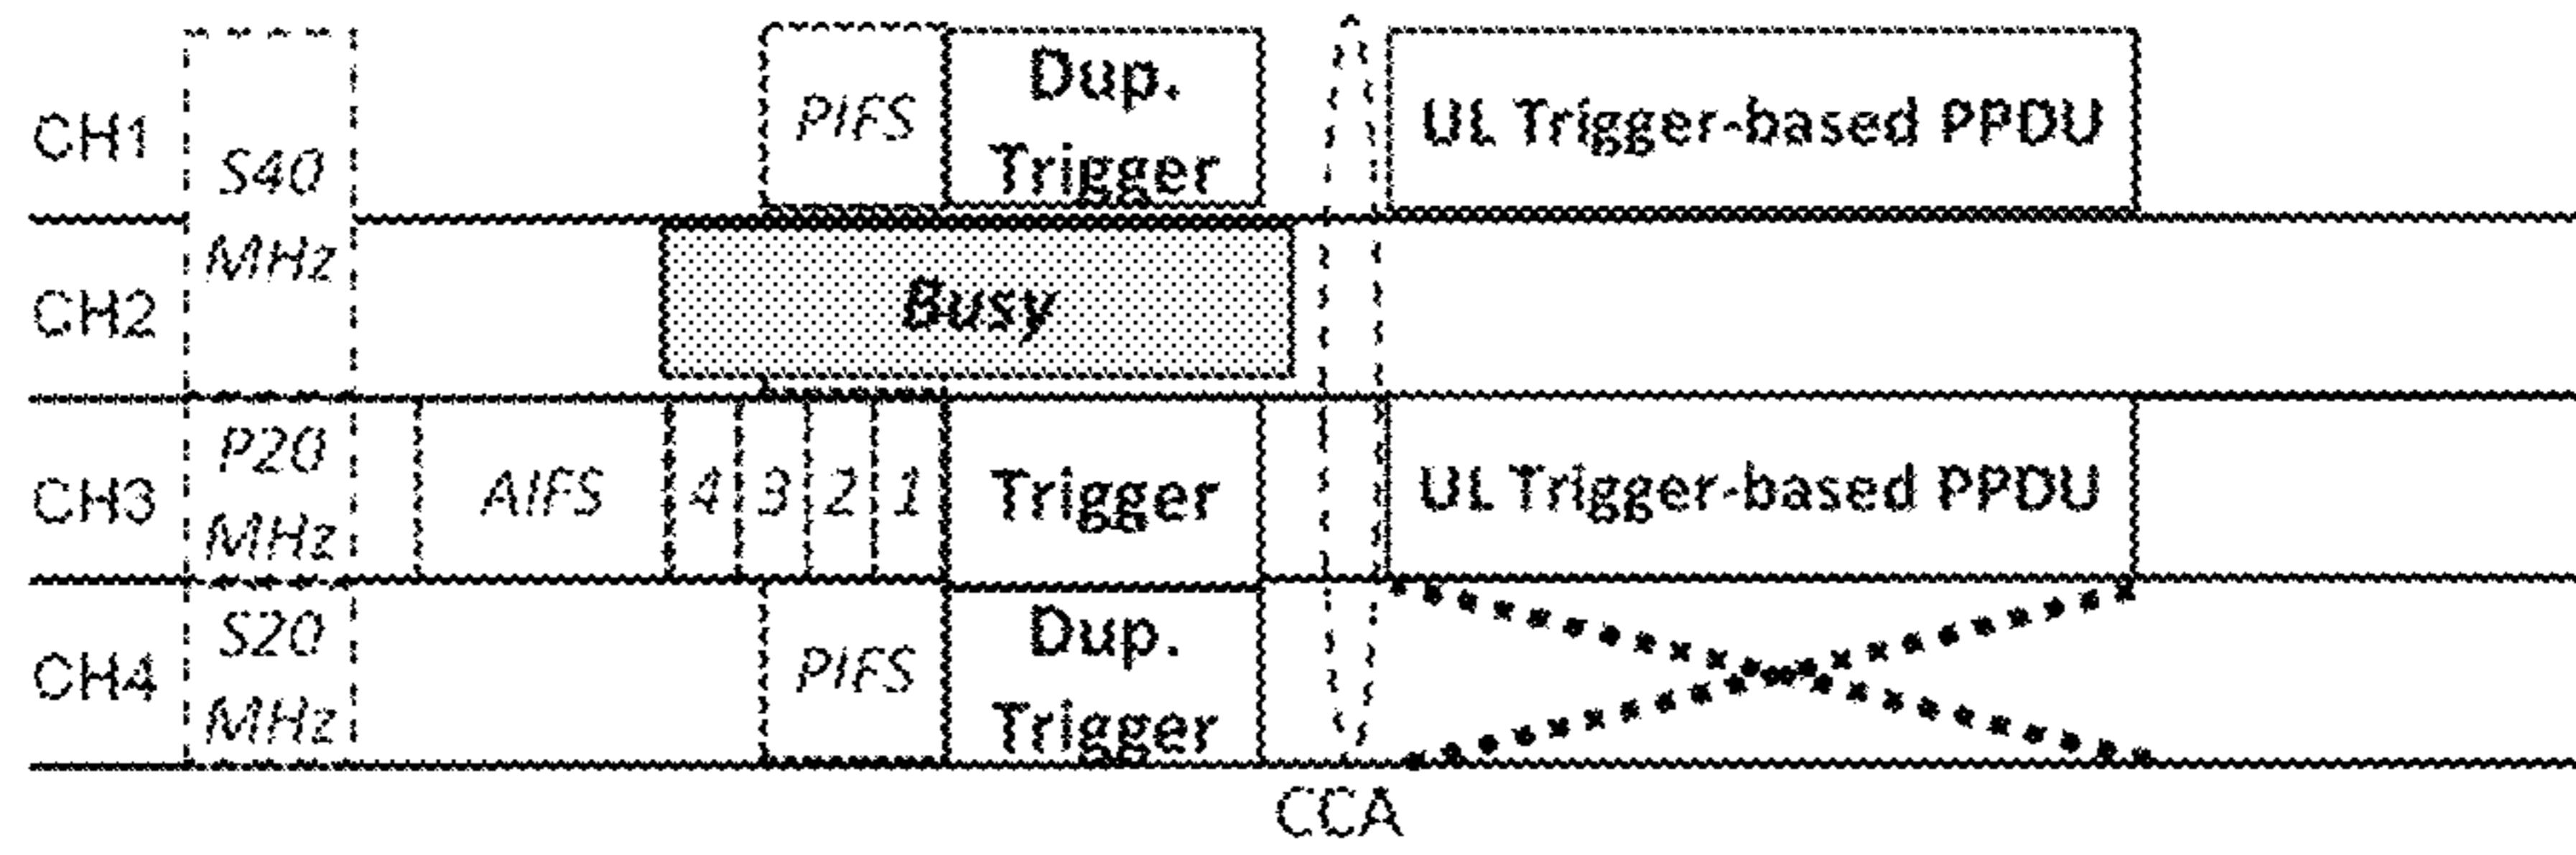 CH1
S40
MHz
PIFS
Dup.
Trigger
UL Trigger-based PPDU
CH2
Busy
CH3
P20
MHz
AIFS
4
3
2
1
Trigger
UL Trigger-based PPDU
CH4
S20
MHz
PIFS
Dup.
Trigger
CCA